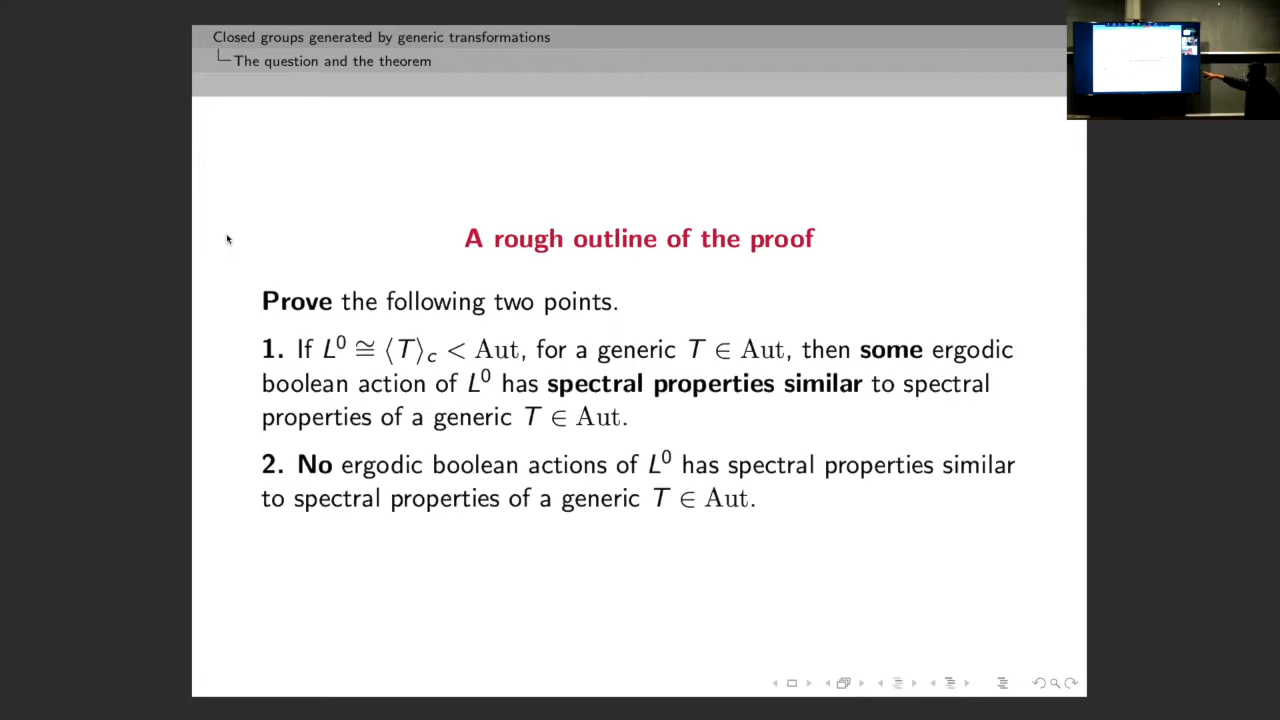 Closed groups generated by generic transformations
The question and the theorem
A rough outline of the proof
Prove the following two points.
1. If L⁰ ≅ ⟨T⟩c < Aut, for a generic T ∈ Aut, then some ergodic
boolean action of L⁰ has spectral properties similar to spectral
properties of a generic T ∈ Aut.
2. No ergodic boolean actions of L⁰ has spectral properties similar
to spectral properties of a generic T ∈ Aut.